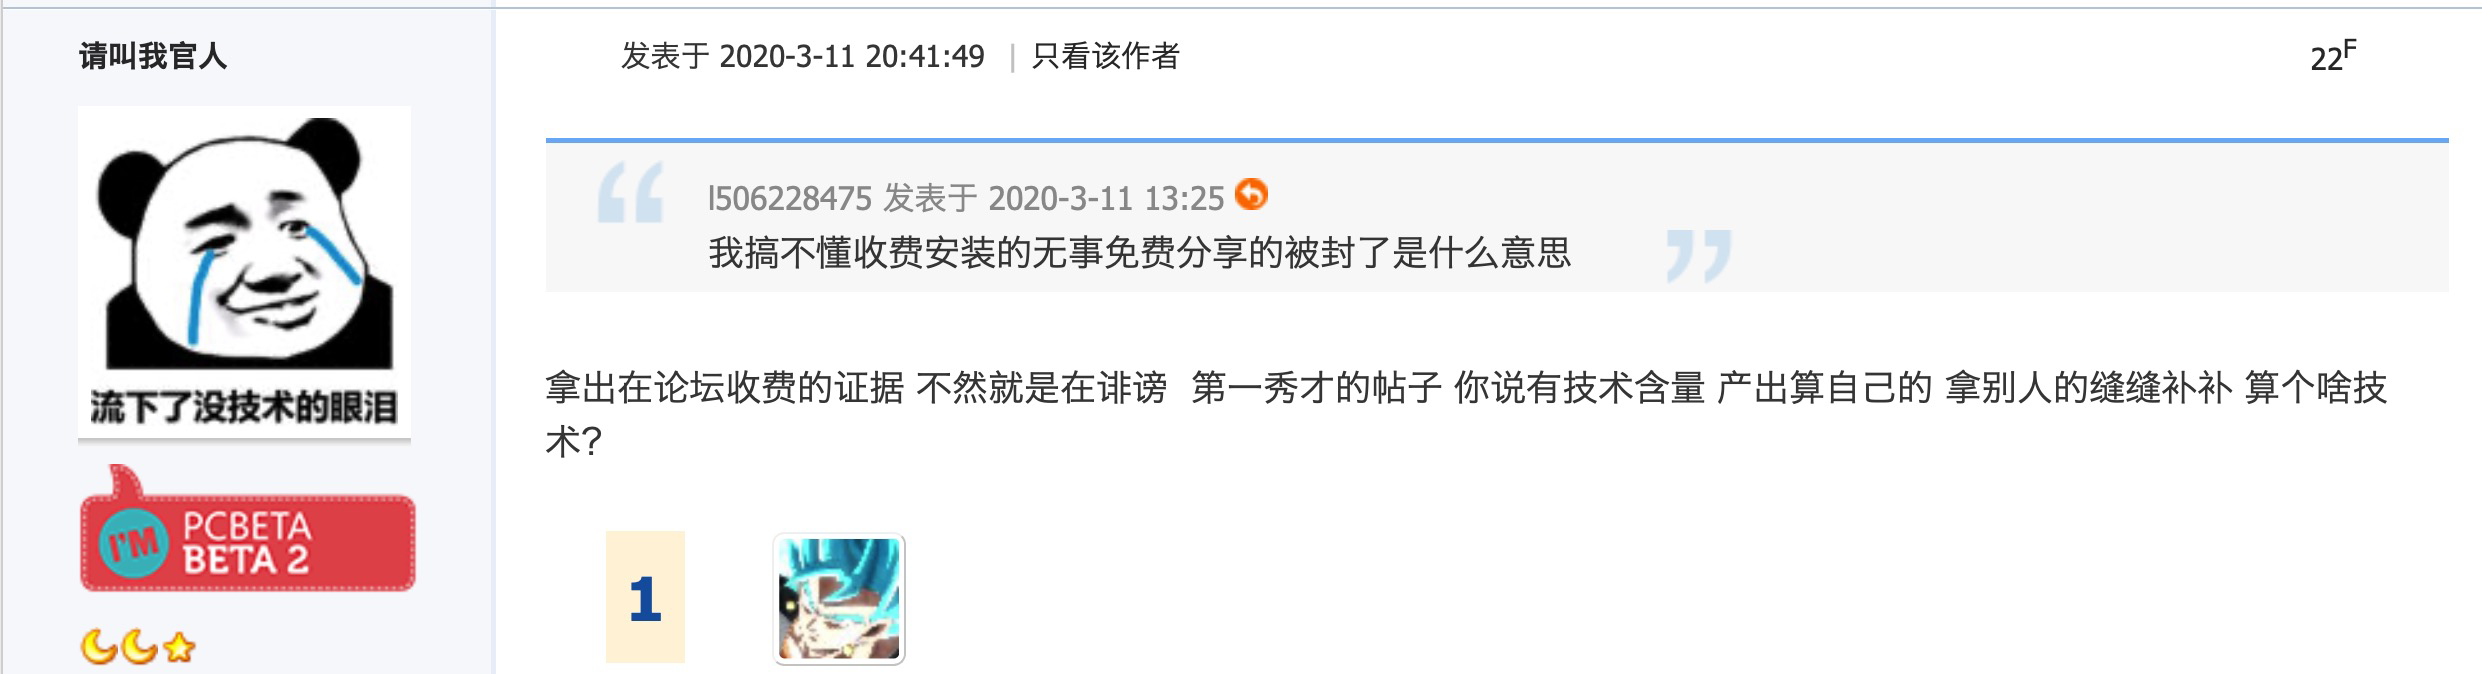 请叫我官人
发表于 2020-3-11 20:41:49 | 只看该作者
22F
l506228475 发表于 2020-3-11 13:25
我搞不懂收费安装的无事免费分享的被封了是什么意思
拿出在论坛收费的证据 不然就是在诽谤 第一秀才的帖子 你说有技术含量 产出算自己的 拿别人的缝缝补补 算个啥技
术?
流下了没技术的眼泪
I'M
PCBETA
BETA 2
1